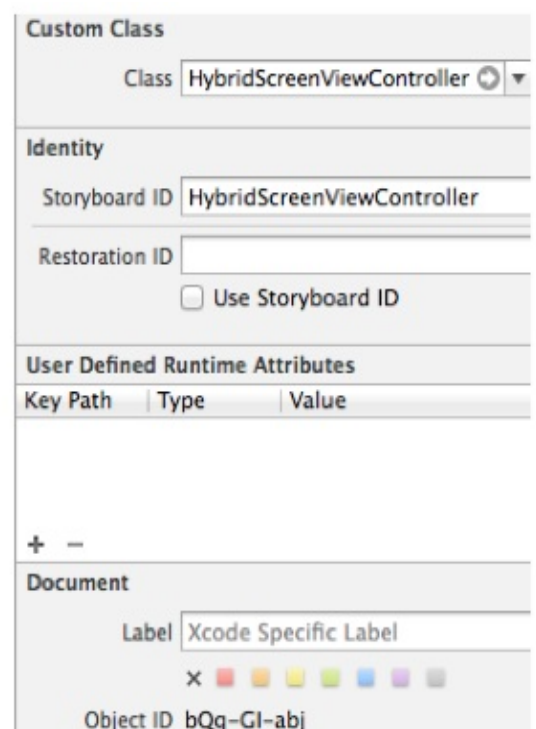 Custom Class
Class HybridScreenViewController
Identity
Storyboard ID HybridScreenViewController
Restoration ID
Use Storyboard ID
User Defined Runtime Attributes
Key Path Type Value
+ −
Document
Label Xcode Specific Label
Object ID bQq-GI-abj